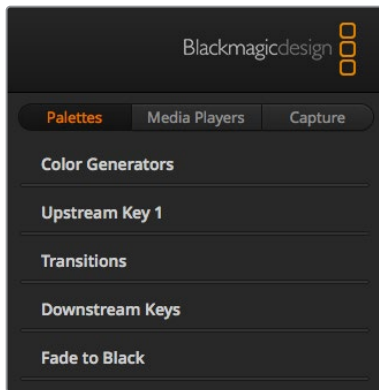 Blackmagicdesign
Palettes Media Players Capture
Color Generators
Upstream Key 1
Transitions
Downstream Keys
Fade to Black